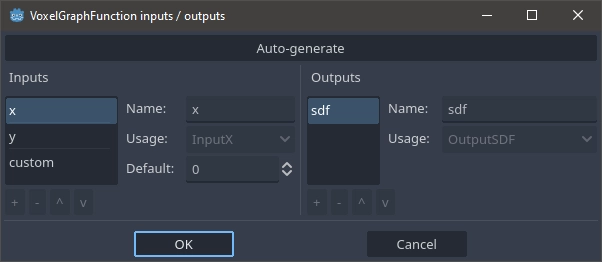 VoxelGraphFunction inputs / outputs
Auto-generate
Inputs
x
y
custom
Name: x
Usage: InputX
Default: 0
+ - ^ v
Outputs
sdf
Name: sdf
Usage: OutputSDF
+ - ^ v
OK
Cancel